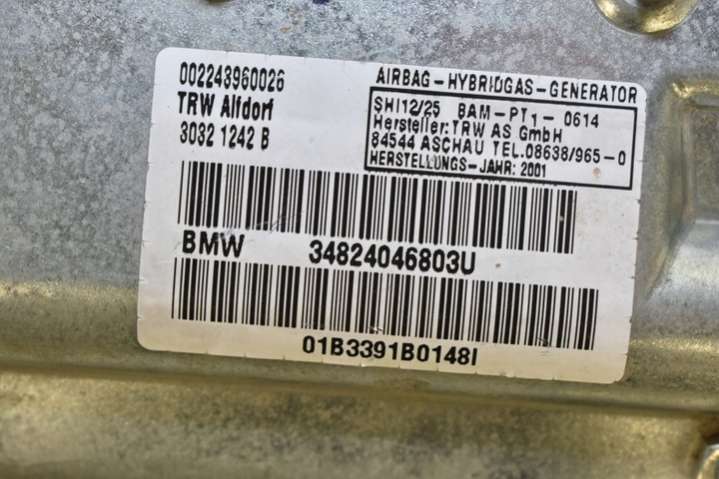 002243960026
TRW Alfdorf
3032 1242 B
AIRBAG-HYBRIDGAS-GENERATOR
SHI12/25 BAM-PT1-0614
Hersteller:TRW AS GmbH
84544 ASCHAU TEL.08638/965-0
HERSTELLUNGS-JAHR: 2001
BMW 34824046803U
01B3391B0148I